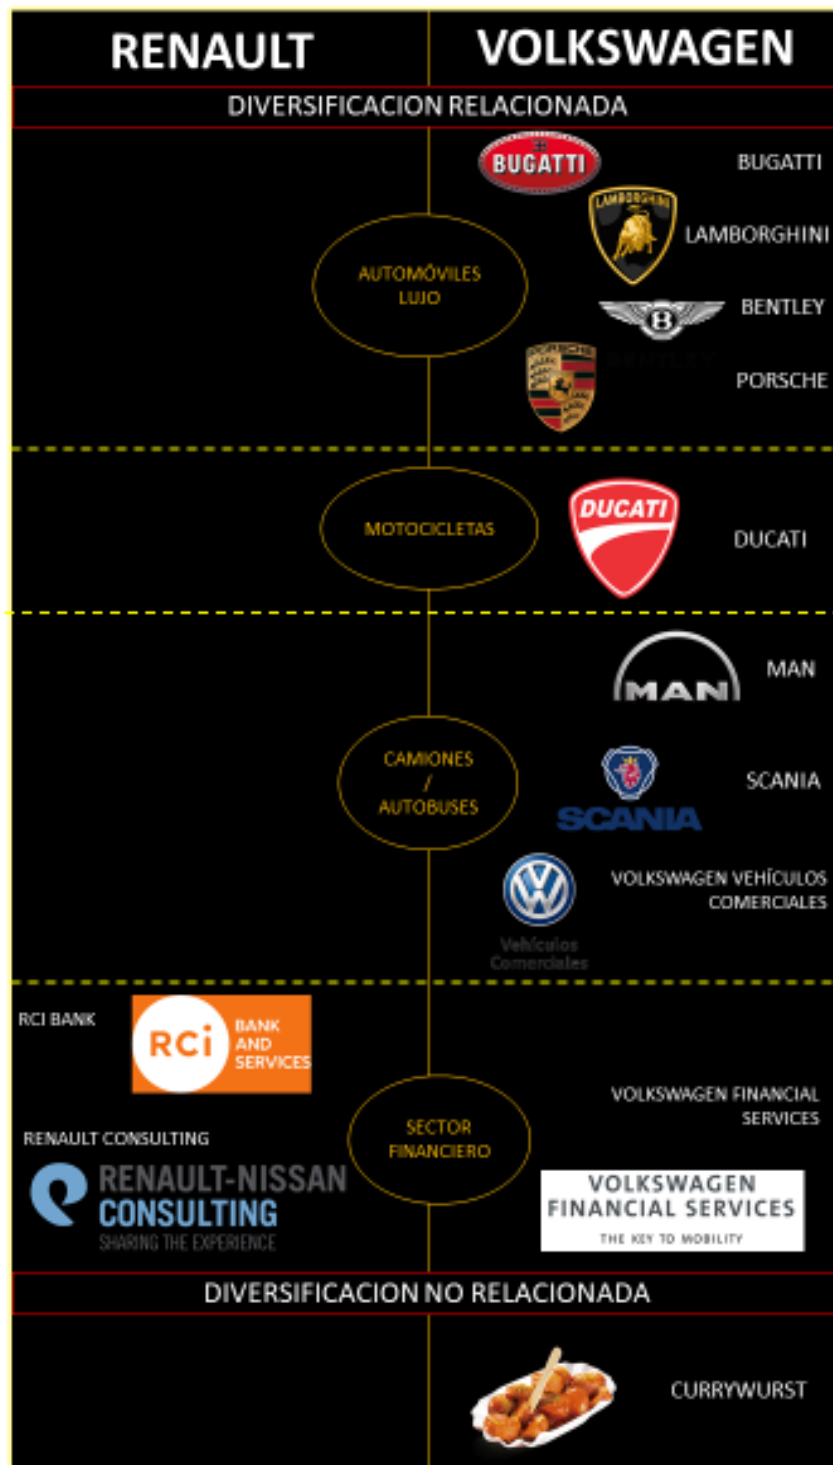 RENAULT
VOLKSWAGEN
DIVERSIFICACION RELACIONADA
BUGATTI
BUGATTI
LAMBORGHINI
LAMBORGHINI
AUTOMÓVILES
LUJO
B
BENTLEY
BENTLEY
PORSCHE
PORSCHE
MOTOCICLETAS
DUCATI
DUCATI
MAN
MAN
CAMIONES
/
AUTOBUSES
SCANIA
SCANIA
VOLKSWAGEN VEHÍCULOS
COMERCIALES
Vehículos
Comerciales
RCI BANK
RCi
BANK
AND
SERVICES
VOLKSWAGEN FINANCIAL
SERVICES
SECTOR
FINANCIERO
RENAULT CONSULTING
RENAULT-NISSAN
CONSULTING
SHARING THE EXPERIENCE
VOLKSWAGEN
FINANCIAL SERVICES
THE KEY TO MOBILITY
DIVERSIFICACION NO RELACIONADA
CURRYWURST